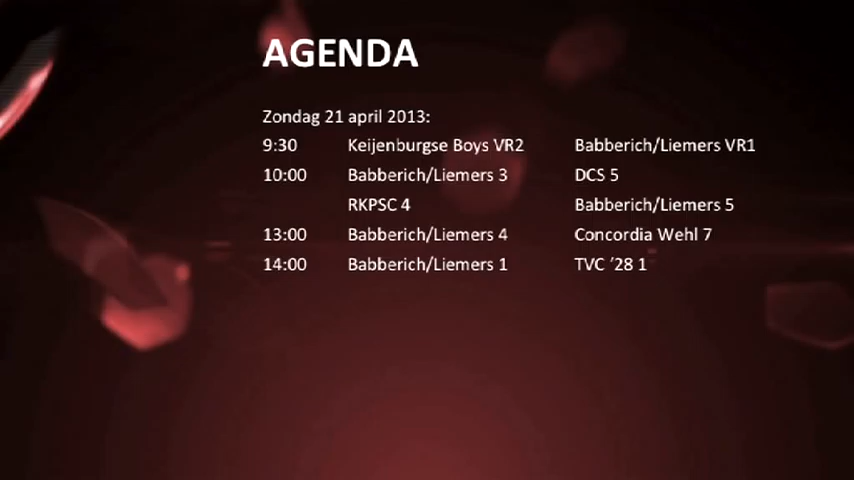 AGENDA
Zondag 21 april 2013:
9:30 Keijenburgse Boys VR2 Babberich/Liemers VR1
10:00 Babberich/Liemers 3 DCS 5
RKPSC 4 Babberich/Liemers 5
13:00 Babberich/Liemers 4 Concordia Wehl 7
14:00 Babberich/Liemers 1 TVC ’28 1